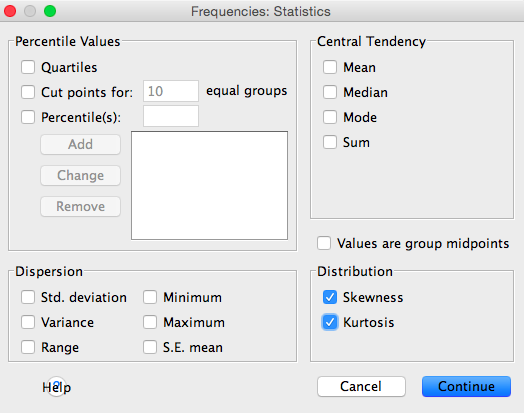 Frequencies: Statistics
Percentile Values
Quartiles
Cut points for: 10 equal groups
Percentile(s):
Add
Change
Remove
Central Tendency
Mean
Median
Mode
Sum
Values are group midpoints
Dispersion
Std. deviation Minimum
Variance Maximum
Range S.E. mean
Distribution
Skewness
Kurtosis
Help Cancel Continue